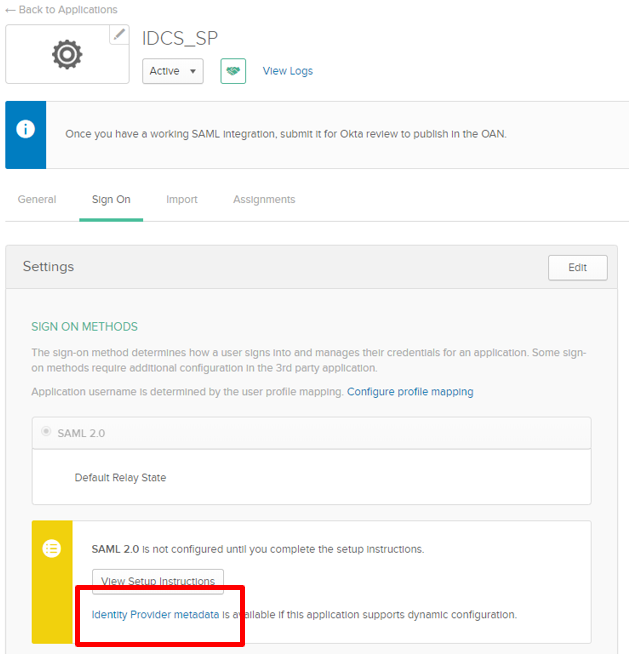 ← Back to Applications
IDCS_SP
Active
View Logs
Once you have a working SAML integration, submit it for Okta review to publish in the OAN.
General
Sign On
Import
Assignments
Settings
Edit
SIGN ON METHODS
The sign-on method determines how a user signs into and manages their credentials for an application. Some sign-
on methods require additional configuration in the 3rd party application.
Application username is determined by the user profile mapping. Configure profile mapping
SAML 2.0
Default Relay State
SAML 2.0 is not configured until you complete the setup instructions.
View Setup Instructions
Identity Provider metadata is available if this application supports dynamic configuration.